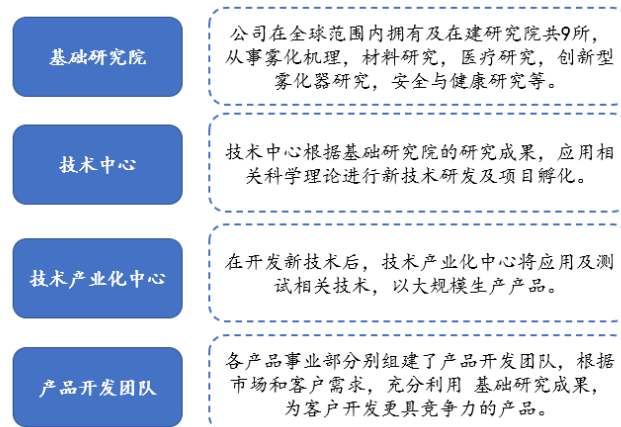 基础研究院
公司在全球范围内拥有及在建研究院共9所，
从事雾化机理，材料研究，医疗研究，创新型
雾化器研究，安全与健康研究等。
技术中心
技术中心根据基础研究院的研究成果，应用相
关科学理论进行新技术研发及项目孵化。
技术产业化中心
在开发新技术后，技术产业化中心将应用及测
试相关技术，以大规模生产产品。
产品开发团队
各产品事业部分别组建了产品开发团队，根据
市场和客户需求，充分利用 基础研究成果，
为客户开发更具竞争力的产品。